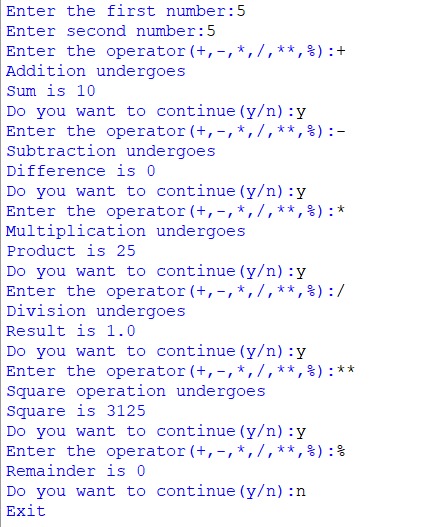 Enter the first number:5
Enter second number:5
Enter the operator(+,-,*,/,**,%):+
Addition undergoes
Sum is 10
Do you want to continue(y/n):y
Enter the operator(+,-,*,/,**,%):-
Subtraction undergoes
Difference is 0
Do you want to continue(y/n):y
Enter the operator(+,-,*,/,**,%):*
Multiplication undergoes
Product is 25
Do you want to continue(y/n):y
Enter the operator(+,-,*,/,**,%):/
Division undergoes
Result is 1.0
Do you want to continue(y/n):y
Enter the operator(+,-,*,/,**,%):**
Square operation undergoes
Square is 3125
Do you want to continue(y/n):y
Enter the operator(+,-,*,/,**,%):%
Remainder is 0
Do you want to continue(y/n):n
Exit